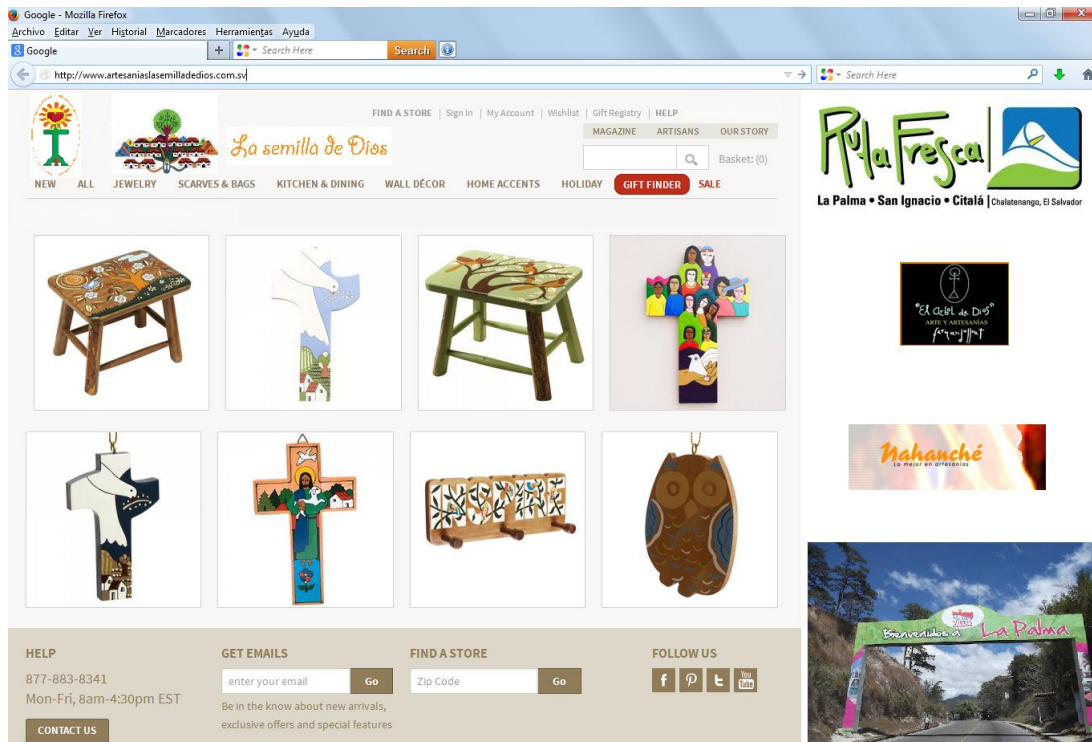 Google - Mozilla Firefox
Archivo Editar Ver Historial Marcadores Herramientas Ayuda
Google
Search Here
Search
http://www.artesaniaslasemilladedios.com.sv
Search Here
FIND A STORE | Sign In | My Account | Wishlist | Gift Registry | HELP
MAGAZINE ARTISANS OUR STORY
La semilla de Dios
Basket: (0)
NEW ALL JEWELRY SCARVES & BAGS KITCHEN & DINING WALL DÉCOR HOME ACCENTS HOLIDAY GIFT FINDER SALE
Ruta Fresca
La Palma • San Ignacio • Citalá | Chalatenango, El Salvador
"El Arbol de Dios"
ARTE Y ARTESANÍAS
Nahanché
Lo mejor en artesanías
Bienvenidos a La Palma
HELP
877-883-8341
Mon-Fri, 8am-4:30pm EST
CONTACT US
GET EMAILS
enter your email Go
Be in the know about new arrivals,
exclusive offers and special features
FIND A STORE
Zip Code Go
FOLLOW US
You
Tube